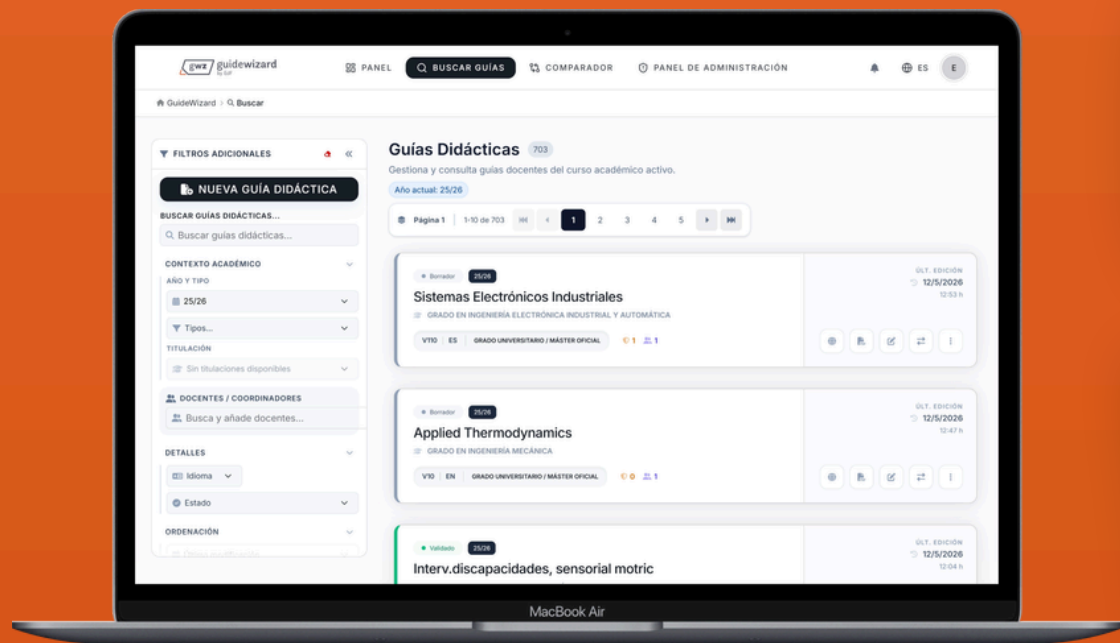 gwz guidewizard
PANEL
BUSCAR GUÍAS
COMPARADOR
PANEL DE ADMINISTRACIÓN
ES
E
GuideWizard > Buscar
FILTROS ADICIONALES
NUEVA GUÍA DIDÁCTICA
BUSCAR GUÍAS DIDÁCTICAS...
Buscar guías didácticas...
CONTEXTO ACADÉMICO
AÑO Y TIPO
25/26
Tipos...
TITULACIÓN
Sin titulaciones disponibles
DOCENTES / COORDINADORES
Busca y añade docentes...
DETALLES
Idioma
Estado
ORDENACIÓN
Guías Didácticas 703
Gestiona y consulta guías docentes del curso académico activo.
Año actual: 25/26
Página 1 1-10 de 703 1 2 3 4 5
Borrador 25/26
Sistemas Electrónicos Industriales
GRADO EN INGENIERÍA ELECTRÓNICA INDUSTRIAL Y AUTOMÁTICA
V110 ES GRADO UNIVERSITARIO / MÁSTER OFICIAL 1 1
ÚLT. EDICIÓN
12/5/2026
12:53 h
Borrador 25/26
Applied Thermodynamics
GRADO EN INGENIERÍA MECÁNICA
V10 EN GRADO UNIVERSITARIO / MÁSTER OFICIAL 0 1
ÚLT. EDICIÓN
12/5/2026
12:47 h
Validado 25/26
Interv.discapacidades, sensorial motric
ÚLT. EDICIÓN
12/5/2026
12:04 h
MacBook Air